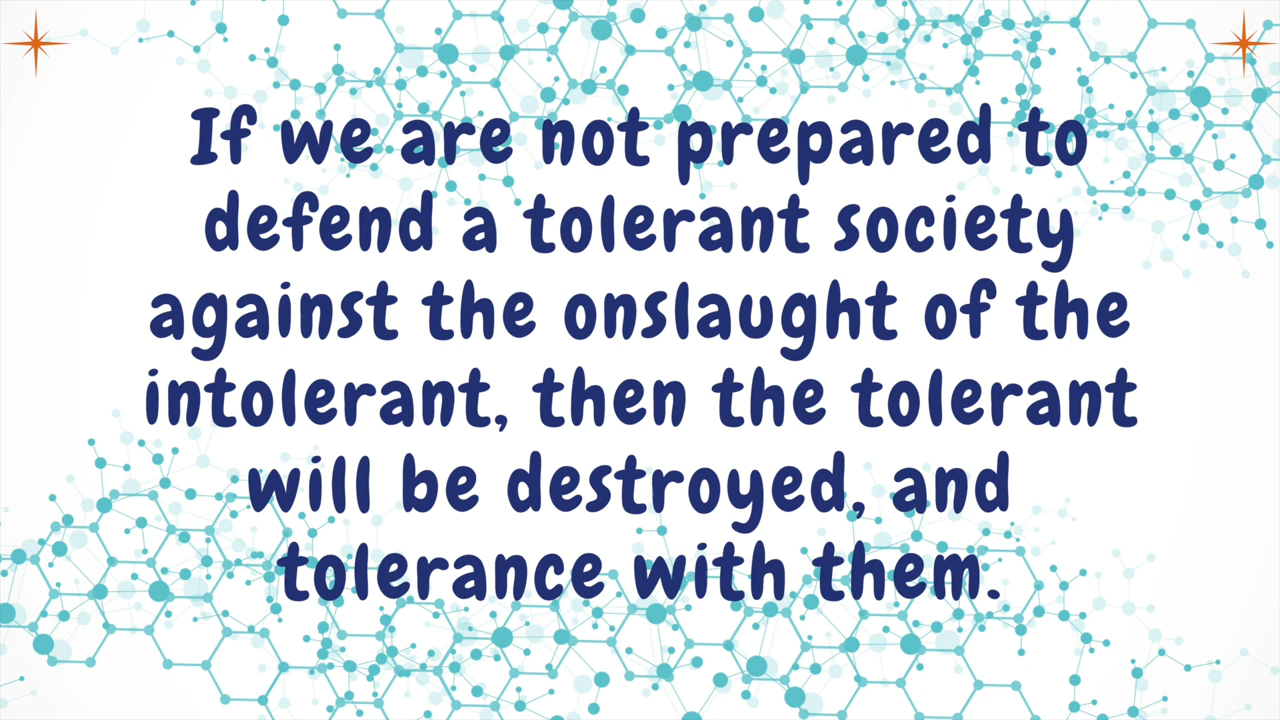 If we are not prepared to
defend a tolerant society
against the onslaught of the
intolerant, then the tolerant
will be destroyed, and
tolerance with them.